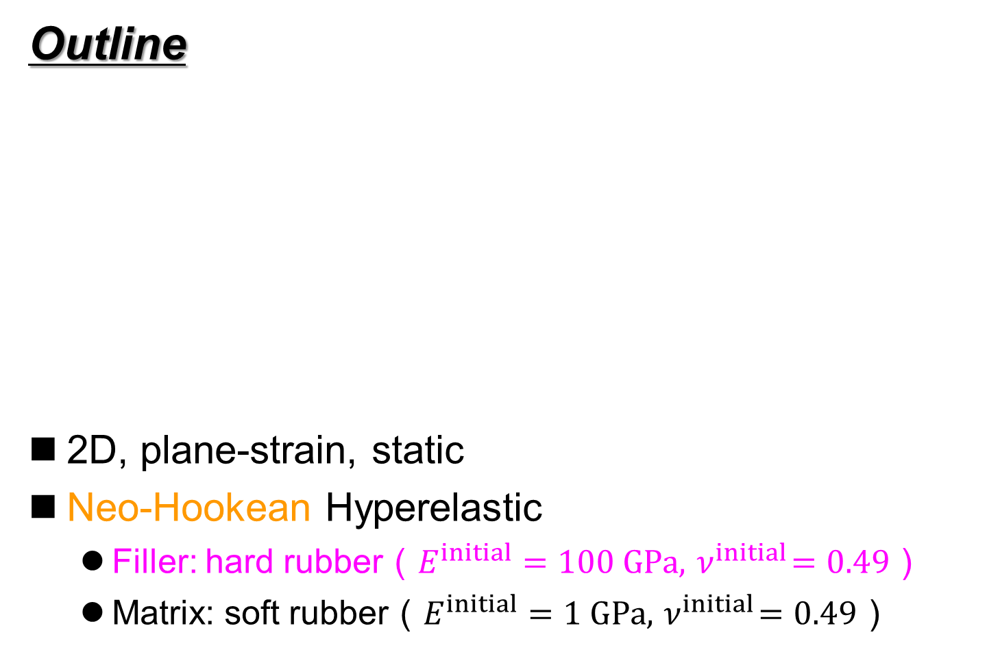 Outline
■ 2D, plane-strain, static
■ Neo-Hookean Hyperelastic
● Filler: hard rubber ( E^initial = 100 GPa, ν^initial = 0.49 )
● Matrix: soft rubber ( E^initial = 1 GPa, ν^initial = 0.49 )